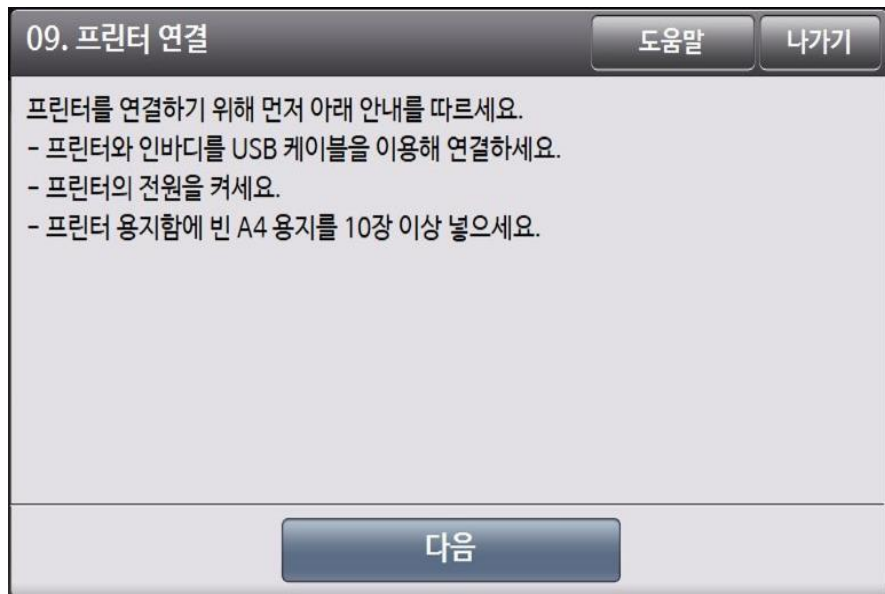 09. 프린터 연결
도움말
나가기
프린터를 연결하기 위해 먼저 아래 안내를 따르세요.
- 프린터와 인바디를 USB 케이블을 이용해 연결하세요.
- 프린터의 전원을 켜세요.
- 프린터 용지함에 빈 A4 용지를 10장 이상 넣으세요.
다음